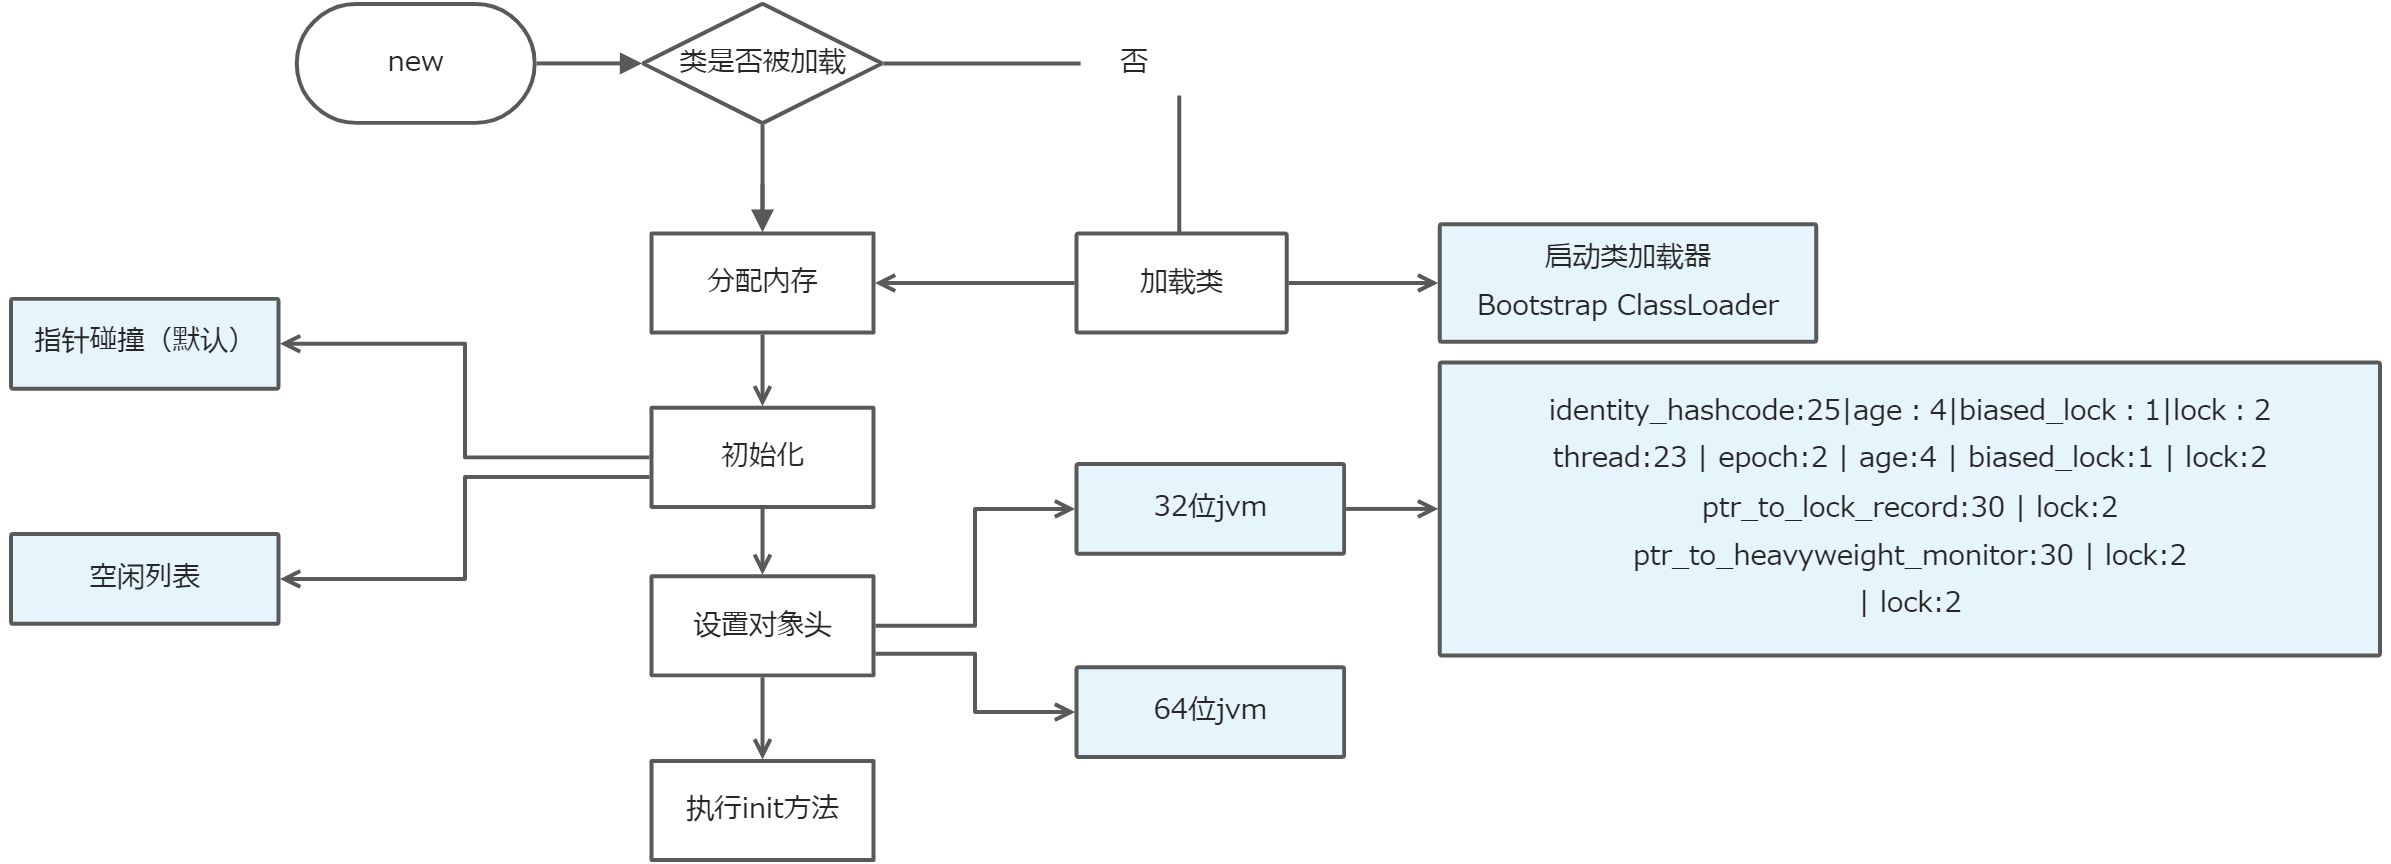 new
类是否被加载
否
分配内存
加载类
启动类加载器
Bootstrap ClassLoader
指针碰撞（默认）
初始化
空闲列表
设置对象头
32位jvm
identity_hashcode:25|age : 4|biased_lock : 1|lock : 2
thread:23 | epoch:2 | age:4 | biased_lock:1 | lock:2
ptr_to_lock_record:30 | lock:2
ptr_to_heavyweight_monitor:30 | lock:2
| lock:2
64位jvm
执行init方法